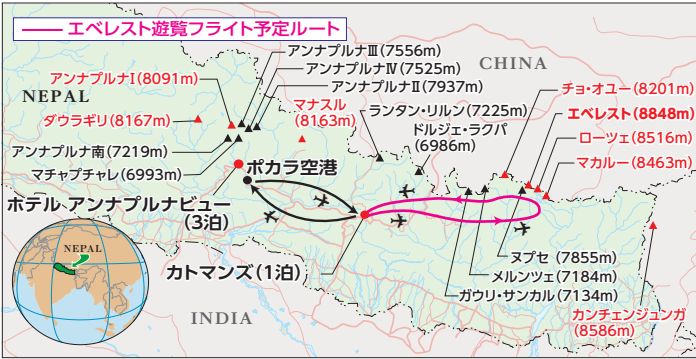 エベレスト遊覧フライト予定ルート
アンナプルナⅢ(7556m)
アンナプルナⅣ(7525m)
アンナプルナⅡ(7937m)
アンナプルナⅠ(8091m)
NEPAL
ダウラギリ(8167m)
アンナプルナ南(7219m)
マチャプチャレ(6993m)
マナスル
(8163m)
ランタン・リルン(7225m)
ドルジェ・ラクパ
(6986m)
CHINA
チョ・オユー(8201m)
エベレスト(8848m)
ローツェ(8516m)
マカルー(8463m)
ポカラ空港
ホテル アンナプルナビュー
(3泊)
カトマンズ(1泊)
ヌプセ(7855m)
メルンツェ(7184m)
ガウリ・サンカル(7134m)
カンチェンジュンガ
(8586m)
NEPAL
INDIA